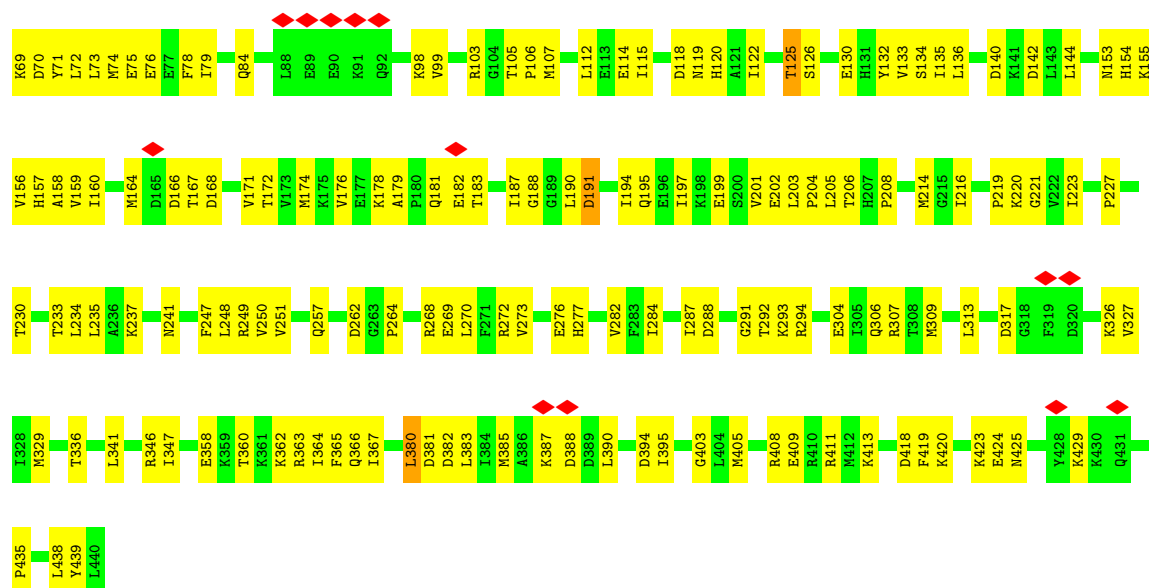 K69 D70 Y71 L72 L73 M74 E75 E76 E77 F78 I79 Q84 L88 E89 E90 K91 Q92 K98 V99 R103 G104 T105 P106 M107 L112 E113 E114 I115 D118 N119 H120 A121 I122 T125 S126 E130 H131 Y132 V133 S134 I135 L136 D140 K141 D142 L143 L144 N153 H154 K155
V156 H157 A158 V159 I160 M164 D165 D166 T167 D168 V171 T172 V173 M174 K175 V176 E177 K178 A179 P180 Q181 E182 T183 I187 G188 G189 L190 D191 I194 Q195 E196 I197 K198 E199 S200 V201 E202 L203 P204 L205 T206 H207 P208 M214 G215 I216 P219 K220 G221 V222 I223 P227
T230 T233 L234 L235 A236 K237 N241 F247 L248 R249 V250 V251 Q257 D262 G263 P264 R268 E269 L270 F271 R272 V273 E276 H277 V282 F283 I284 I287 D288 G291 T292 K293 R294 E304 I305 Q306 R307 T308 M309 L313 D317 G318 F319 D320 K326 V327
I328 M329 T336 L341 R346 I347 E358 K359 T360 K361 K362 R363 I364 F365 Q366 I367 L380 D381 D382 L383 I384 M385 A386 K387 D388 D389 L390 D394 I395 G403 L404 M405 R408 E409 R410 R411 M412 K413 D418 F419 K420 K423 E424 N425 Y428 K429 K430 Q431
P435 L438 Y439 L440